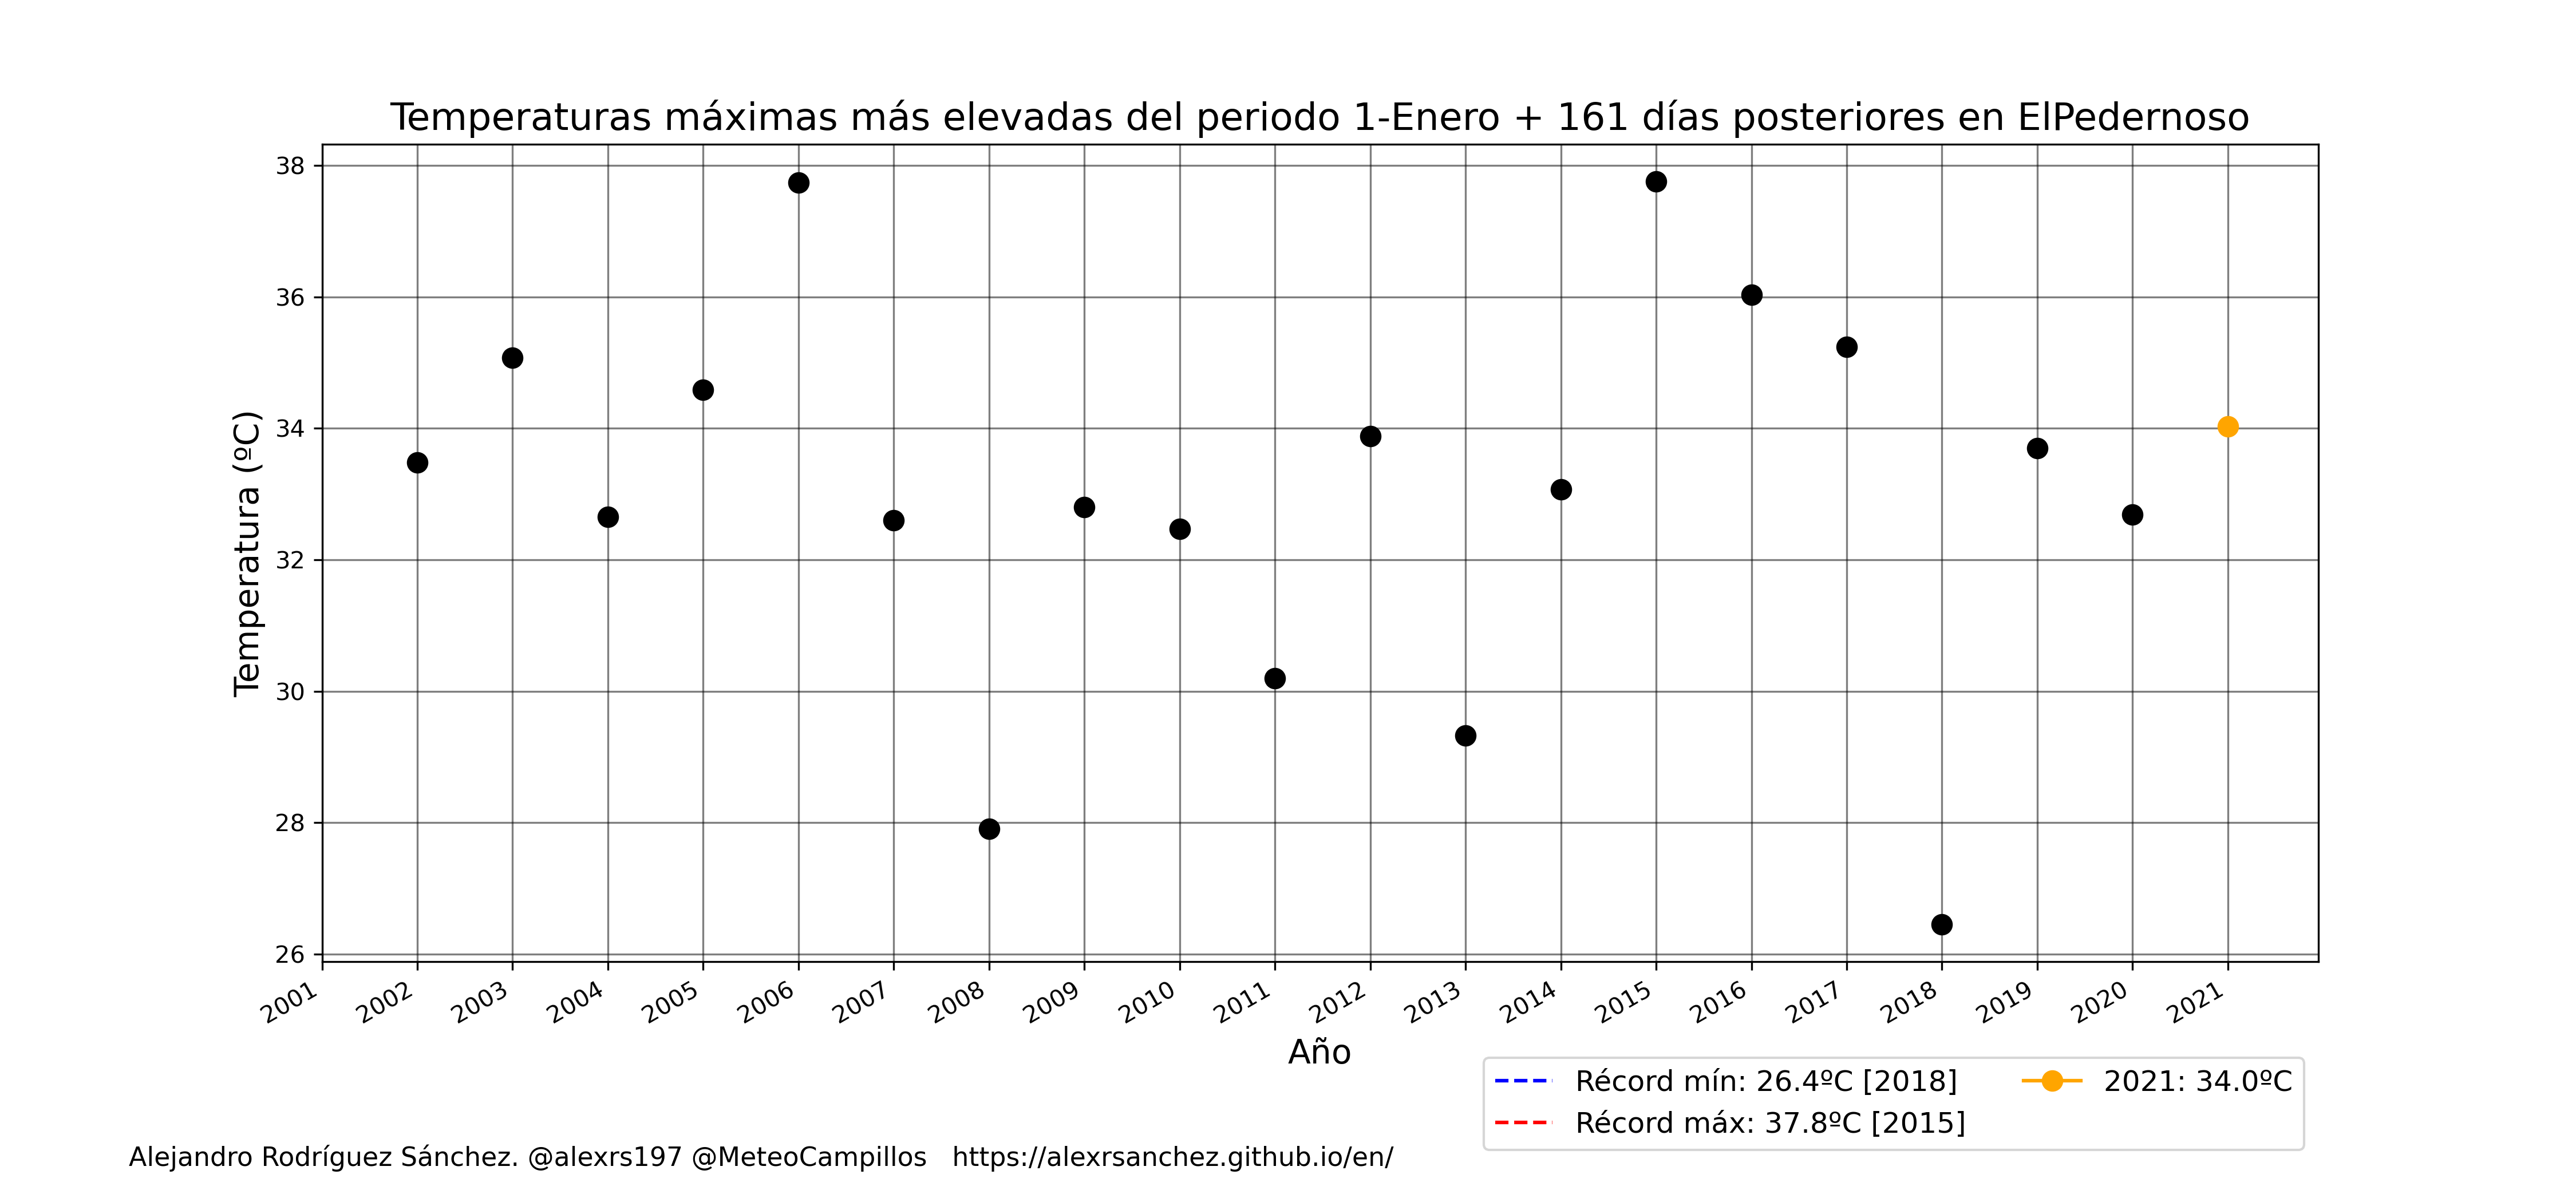 Temperaturas máximas más elevadas del periodo 1-Enero + 161 días posteriores en ElPedernoso
Temperatura (ºC)
38
36
34
32
30
28
26
2001 2002 2003 2004 2005 2006 2007 2008 2009 2010 2011 2012 2013 2014 2015 2016 2017 2018 2019 2020 2021
Año
Récord mín: 26.4ºC [2018] 2021: 34.0ºC
Récord máx: 37.8ºC [2015]
Alejandro Rodríguez Sánchez. @alexrs197 @MeteoCampillos https://alexrsanchez.github.io/en/